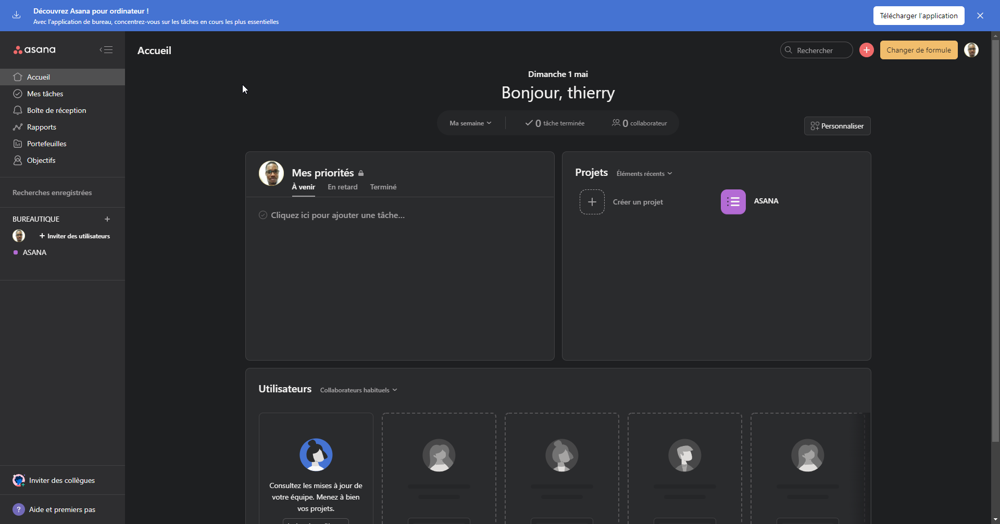 Découvrez Asana pour ordinateur !
Avec l'application de bureau, concentrez-vous sur les tâches en cours les plus essentielles
Télécharger l'application
asana
Accueil
Rechercher
Changer de formule
Accueil
Mes tâches
Boîte de réception
Rapports
Portefeuilles
Objectifs
Recherches enregistrées
BUREAUTIQUE
Inviter des utilisateurs
ASANA
Inviter des collègues
? Aide et premiers pas
Dimanche 1 mai
Bonjour, thierry
Ma semaine
0 tâche terminée
0 collaborateur
Personnaliser
Mes priorités
À venir En retard Terminé
Cliquez ici pour ajouter une tâche...
Projets Éléments récents
Créer un projet
ASANA
Utilisateurs Collaborateurs habituels
Consultez les mises à jour de
votre équipe. Menez à bien
vos projets.